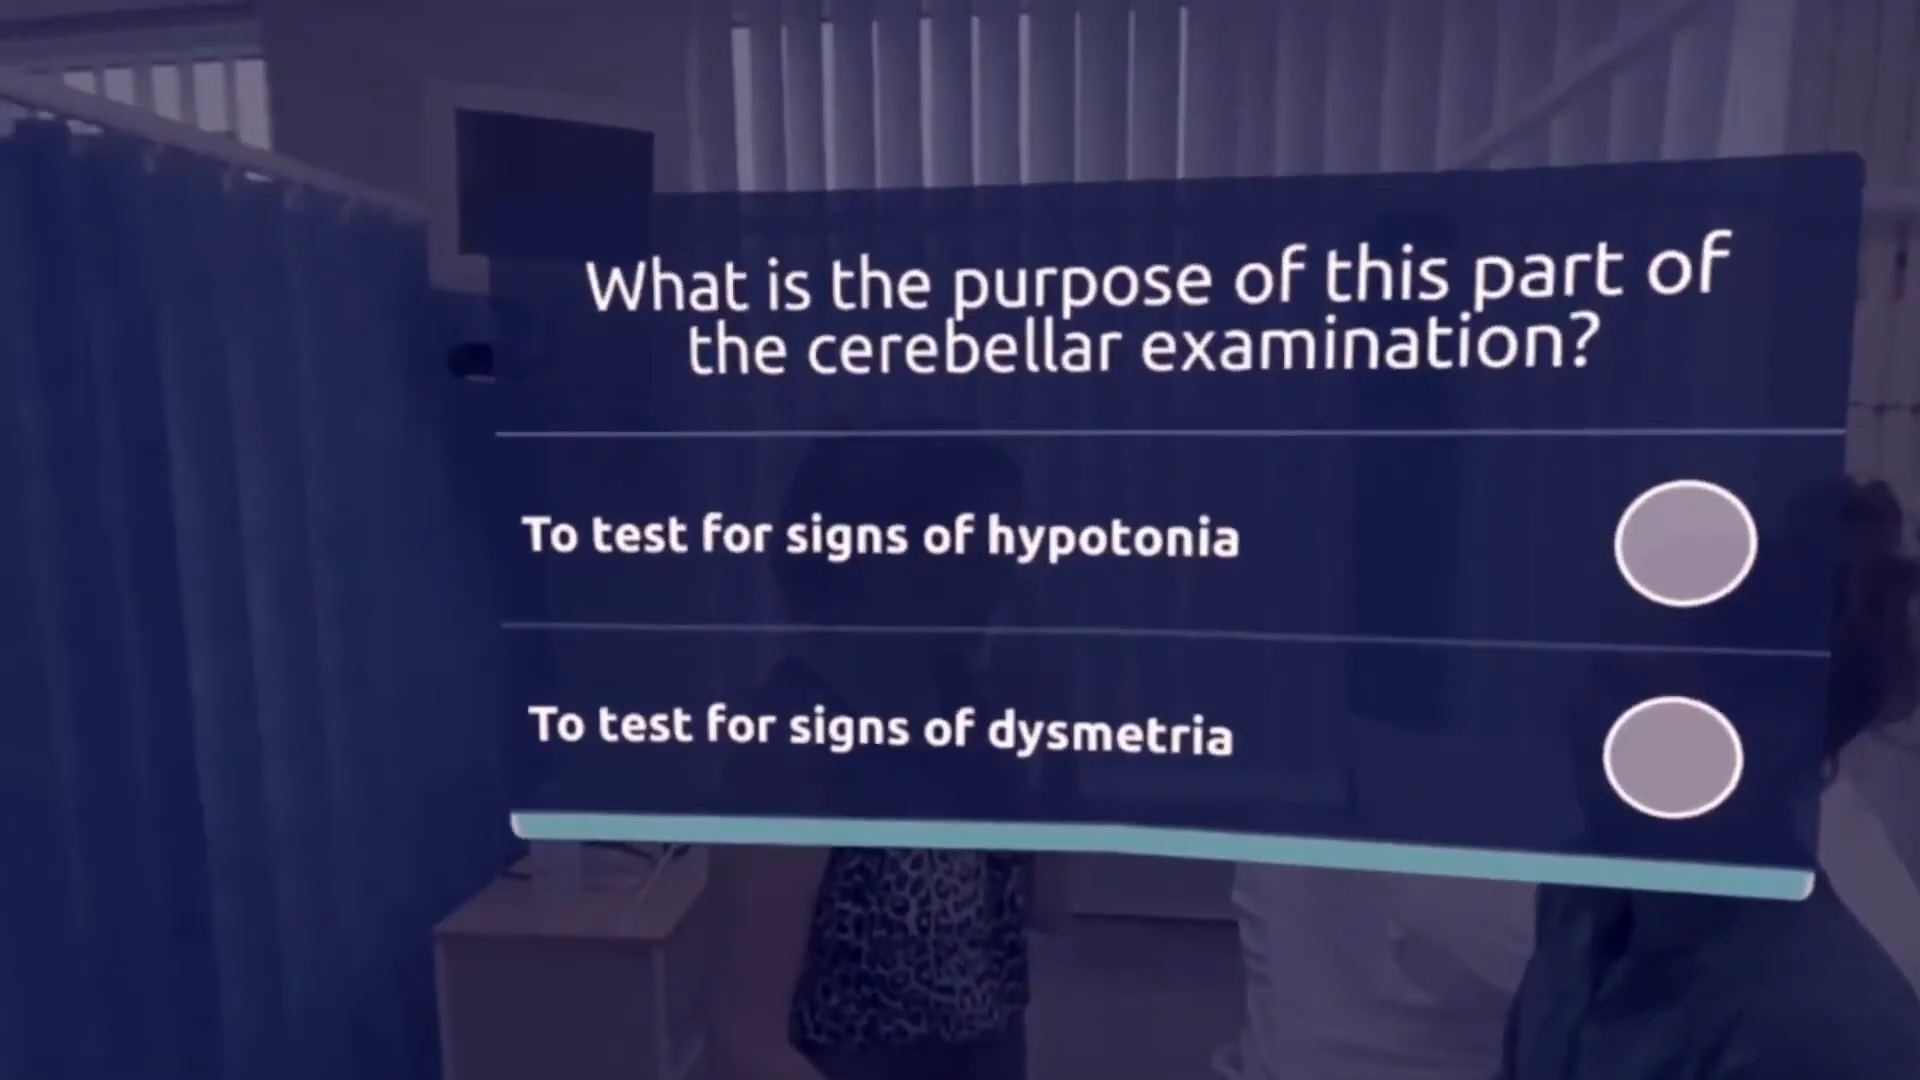 What is the purpose of this part of
the cerebellar examination?
To test for signs of hypotonia
To test for signs of dysmetria